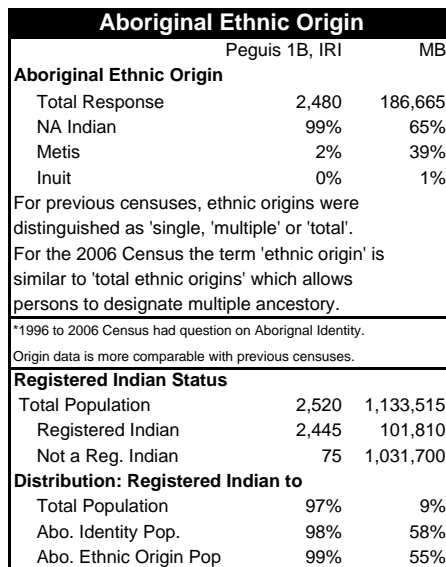 Aboriginal Ethnic Origin
Peguis 1B, IRI MB
Aboriginal Ethnic Origin
Total Response 2,480 186,665
NA Indian 99% 65%
Metis 2% 39%
Inuit 0% 1%
For previous censuses, ethnic origins were
distinguished as 'single, 'multiple' or 'total'.
For the 2006 Census the term 'ethnic origin' is
similar to 'total ethnic origins' which allows
persons to designate multiple ancestory.
*1996 to 2006 Census had question on Aborignal Identity.
Origin data is more comparable with previous censuses.
Registered Indian Status
Total Population 2,520 1,133,515
Registered Indian 2,445 101,810
Not a Reg. Indian 75 1,031,700
Distribution: Registered Indian to
Total Population 97% 9%
Abo. Identity Pop. 98% 58%
Abo. Ethnic Origin Pop 99% 55%